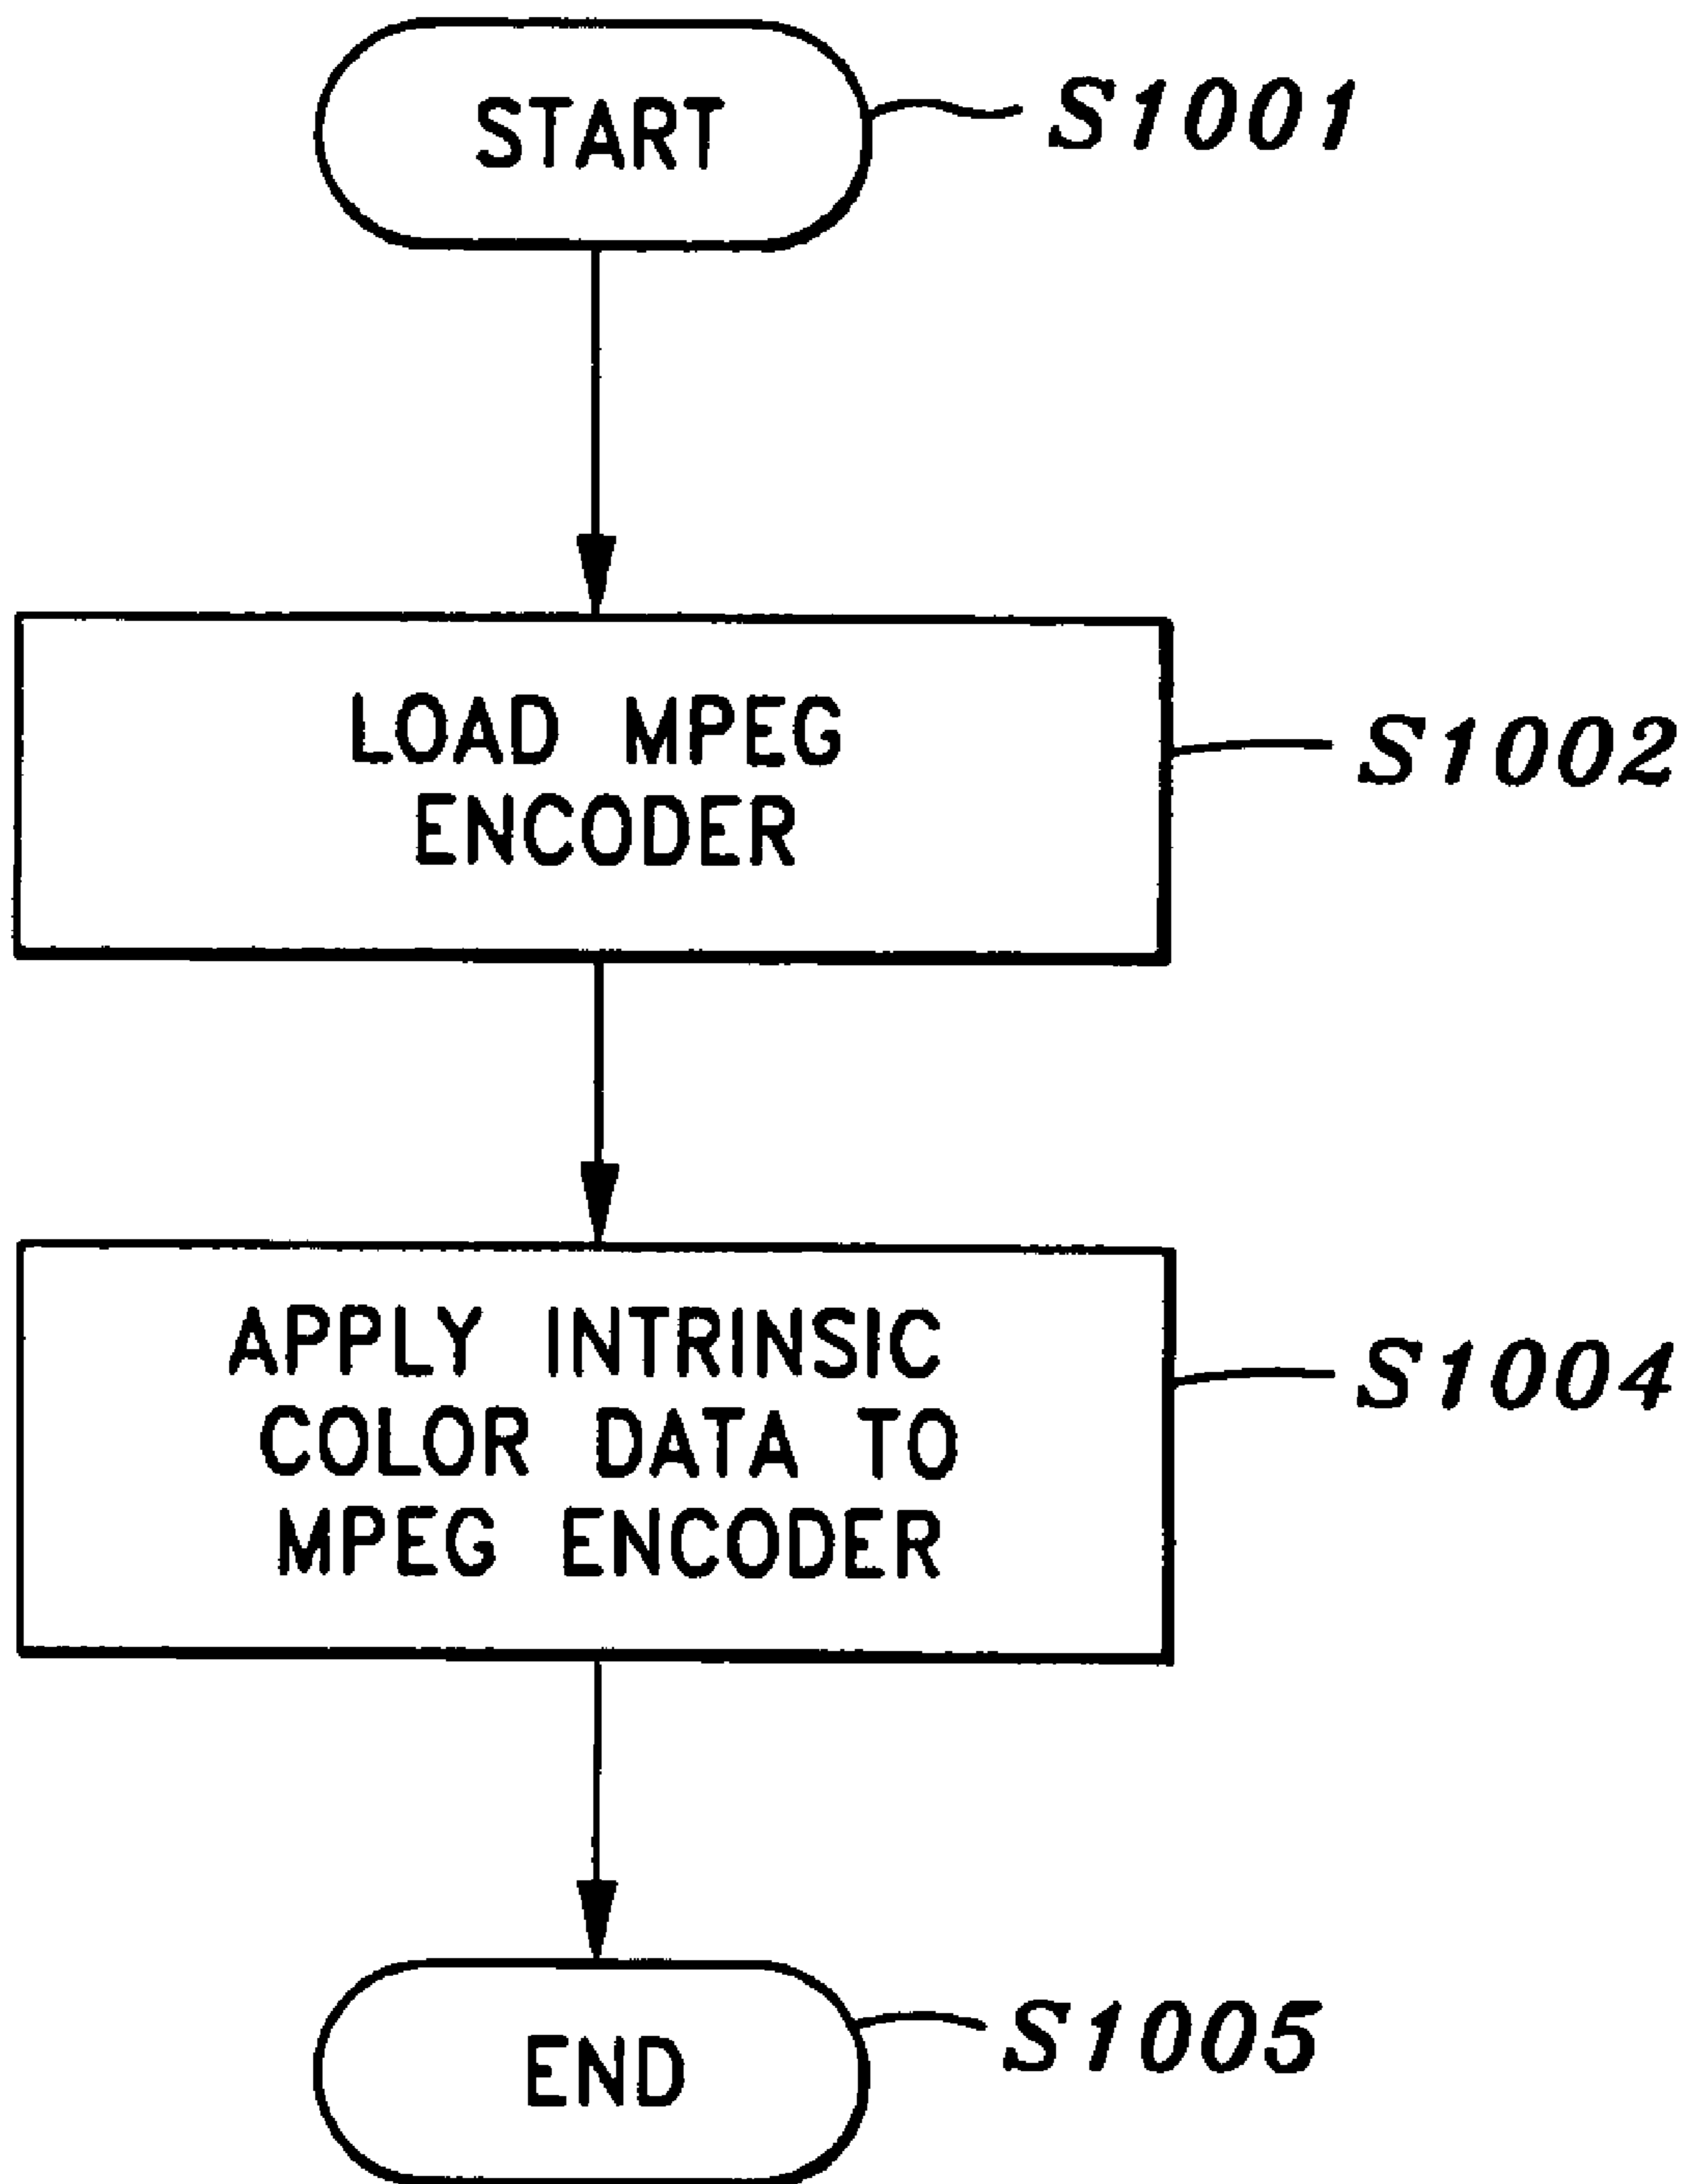 START
S1001
LOAD MPEG
ENCODER
S1002
APPLY INTRINSIC
COLOR DATA TO
MPEG ENCODER
S1004
END
S1005